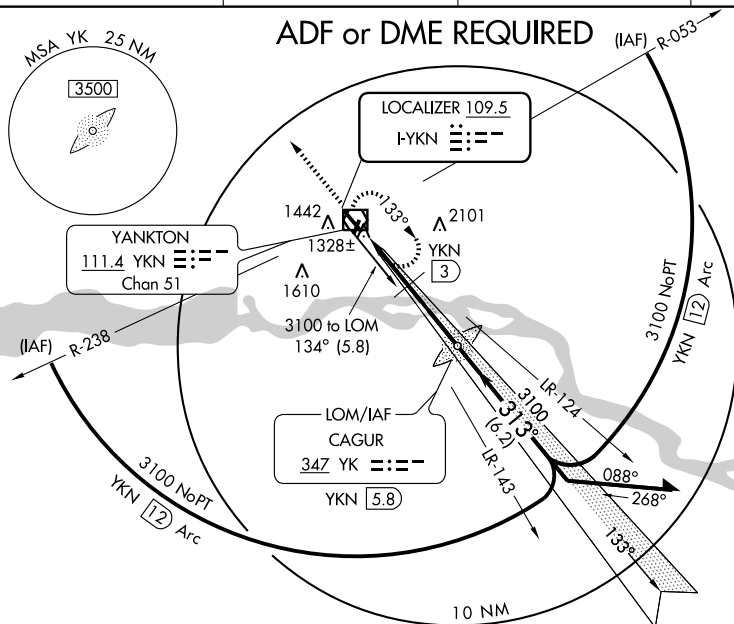 ADF or DME REQUIRED
MSA YK 25 NM
3500
(IAF) R-053
LOCALIZER 109.5
I-YKN
1442
1328±
133°
2101
YKN
3
YANKTON
111.4 YKN
Chan 51
1610
3100 to LOM
134° (5.8)
3100 NoPT
YKN 12 Arc
(IAF)
R-238
LR-124
3100
313°
(6.2)
LOM/IAF
CAGUR
347 YK
YKN 5.8
LR-143
088°
268°
3100 NoPT
YKN 12 Arc
133°
10 NM